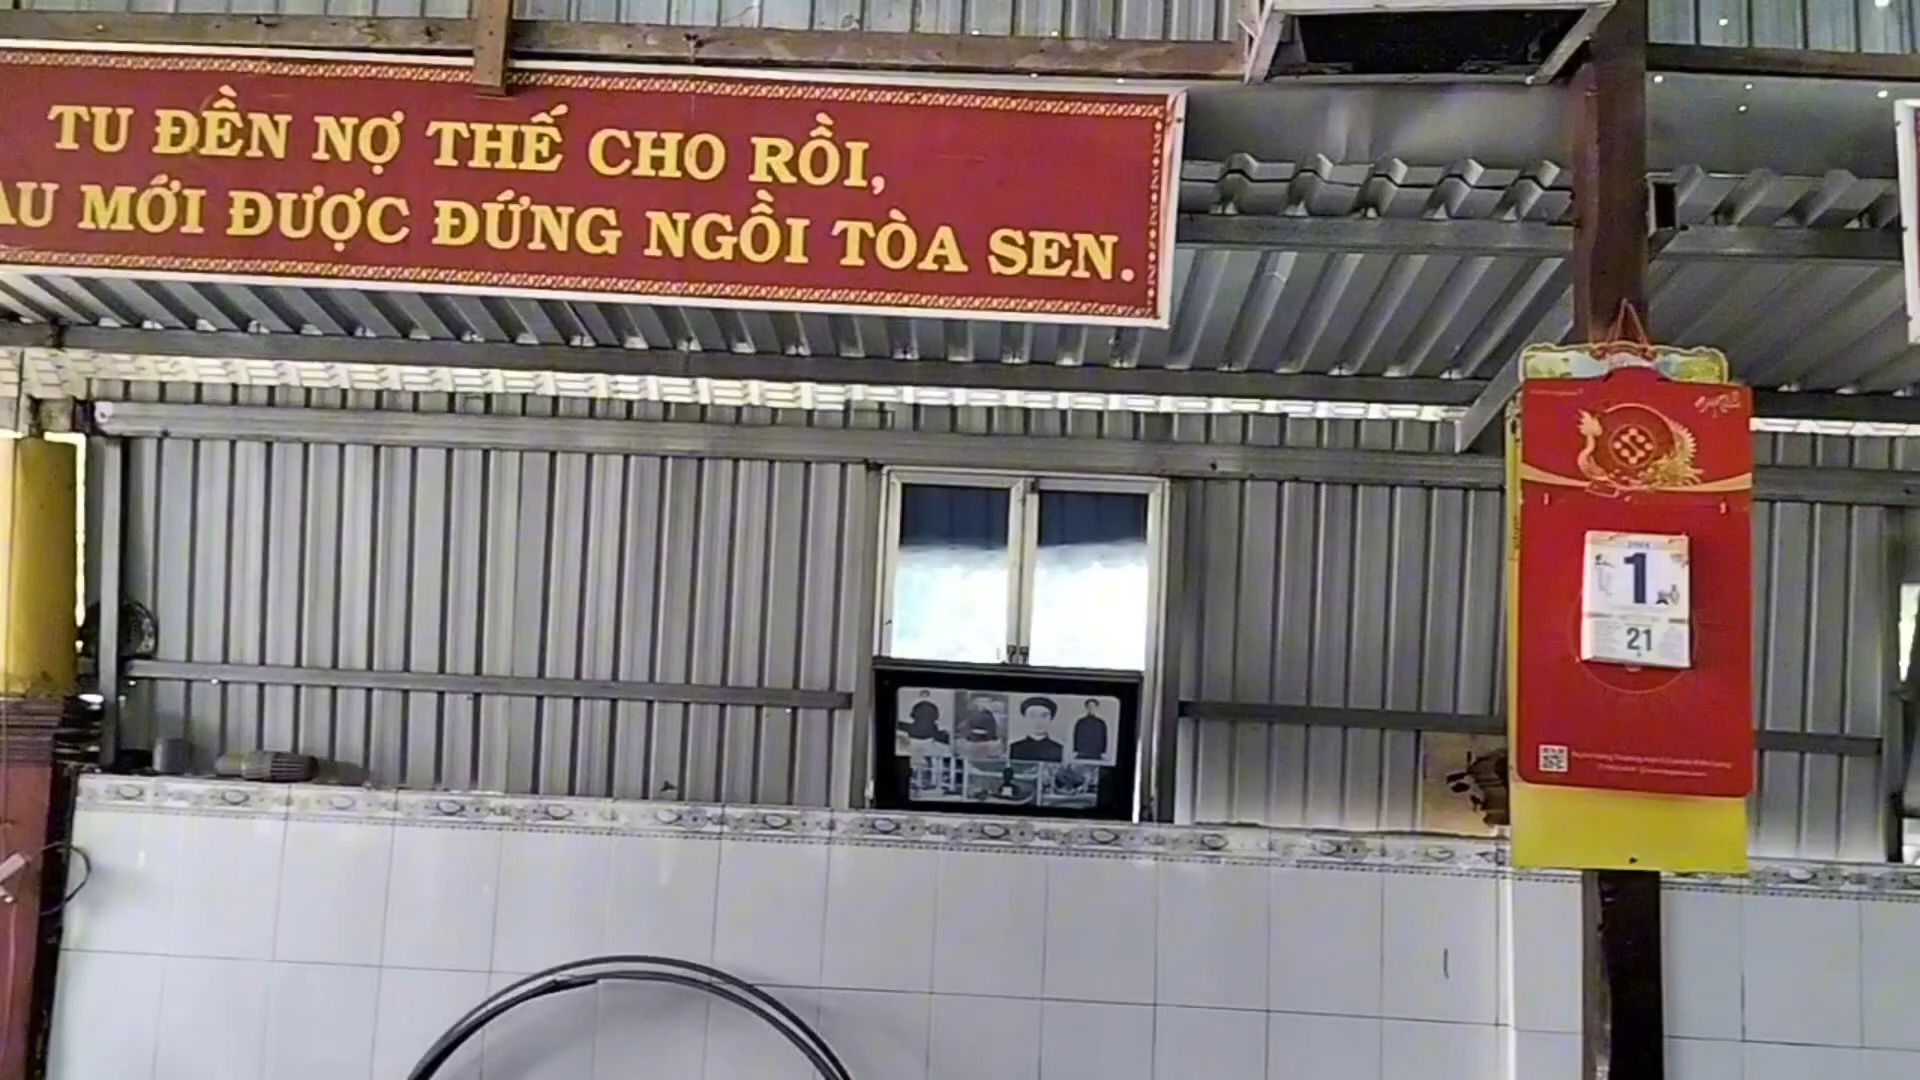 TU ĐỀN NỢ THẾ CHO RỒI,
AU MỚI ĐƯỢC ĐỨNG NGỒI TÒA SEN.
1
21